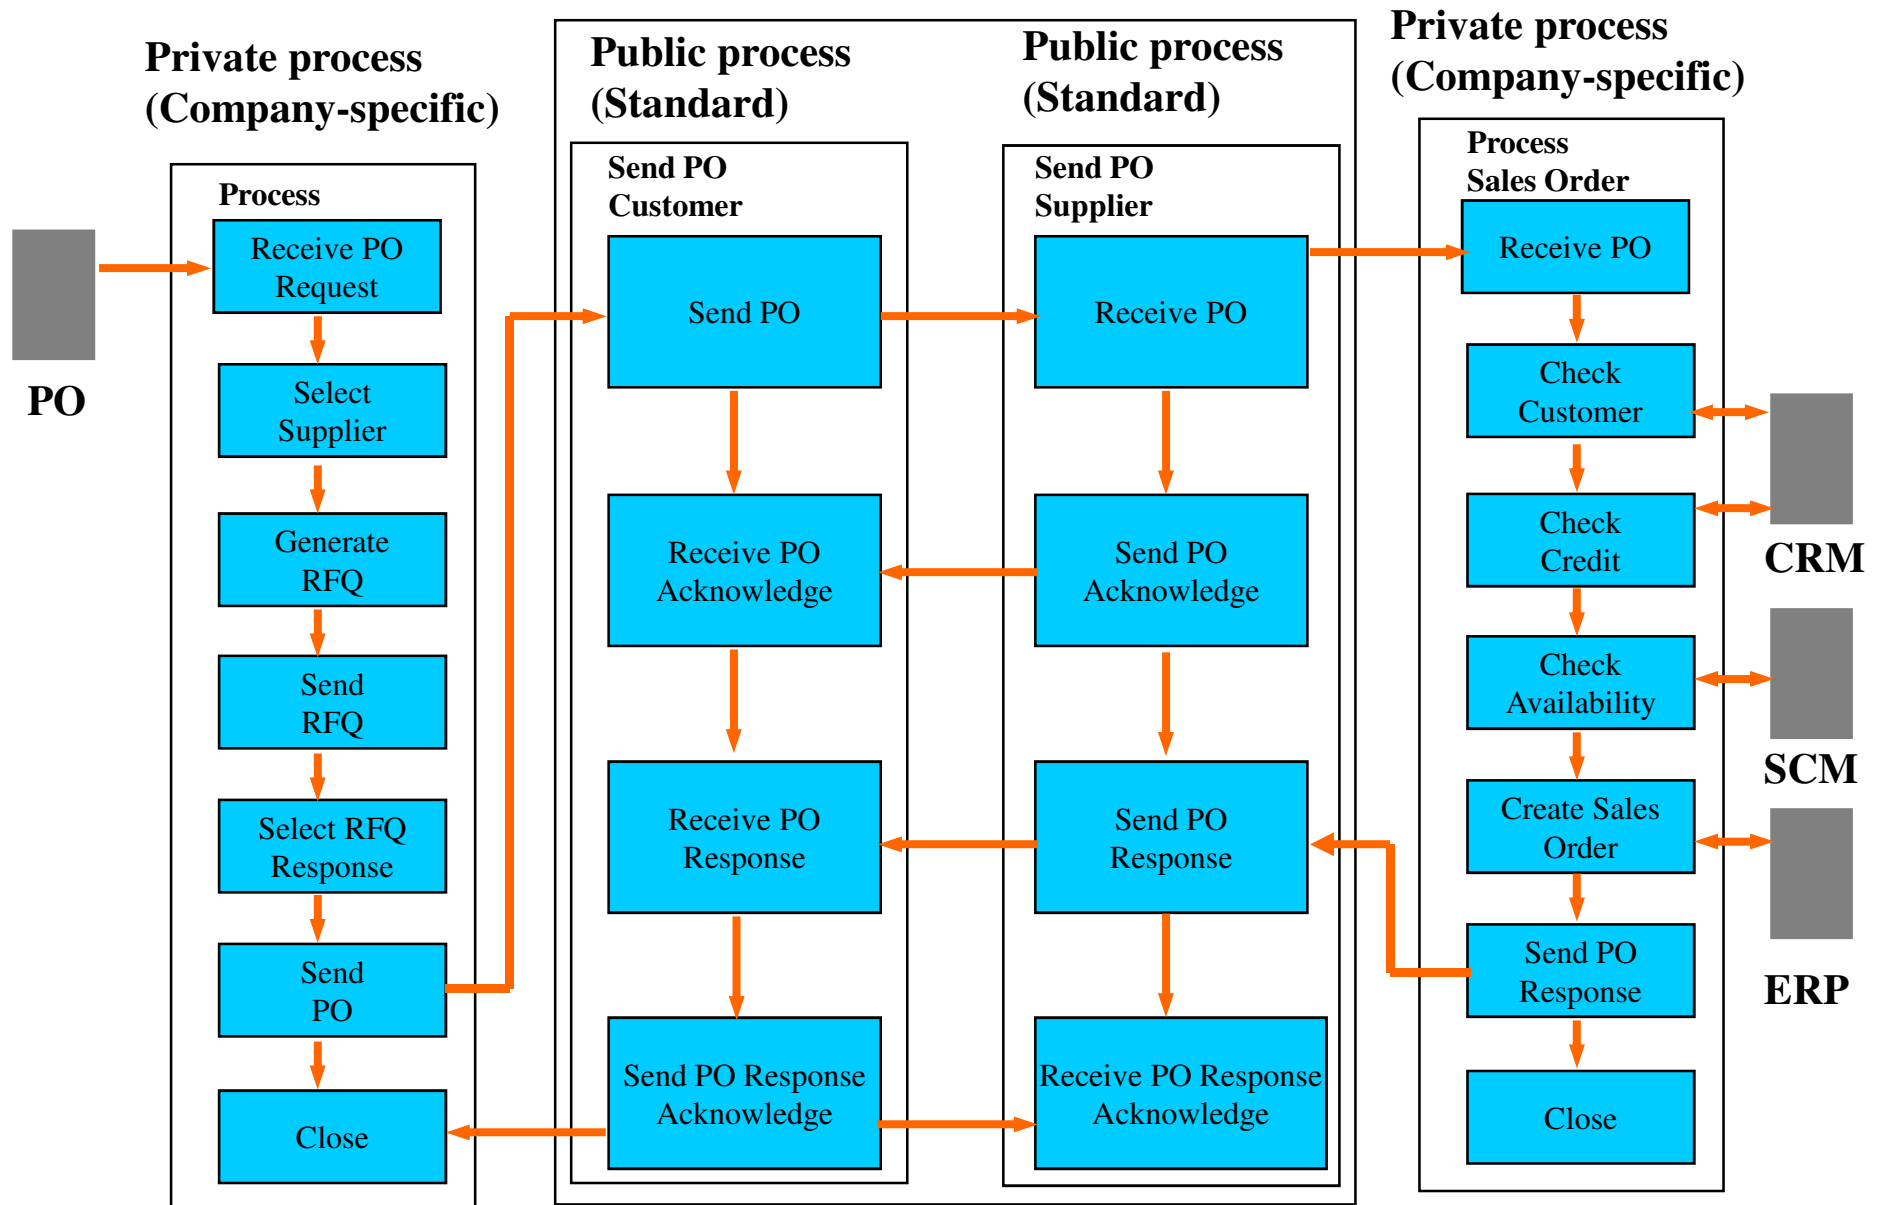 Private process
(Company-specific)
Public process
(Standard)
Public process
(Standard)
Private process
(Company-specific)
PO
Process
Receive PO
Request
Select
Supplier
Generate
RFQ
Send
RFQ
Select RFQ
Response
Send
PO
Close
Send PO
Customer
Send PO
Receive PO
Acknowledge
Receive PO
Response
Send PO Response
Acknowledge
Send PO
Supplier
Receive PO
Send PO
Acknowledge
Send PO
Response
Receive PO Response
Acknowledge
Process
Sales Order
Receive PO
Check
Customer
Check
Credit
Check
Availability
Create Sales
Order
Send PO
Response
Close
CRM
SCM
ERP